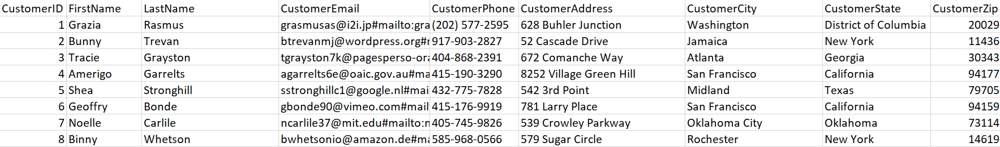 CustomerID FirstName LastName CustomerEmail CustomerPhone CustomerAddress CustomerCity CustomerState CustomerZip
1 Grazia Rasmus grasmusas@i2i.jp#mailto:gra (202) 577-2595 628 Buhler Junction Washington District of Columbia 20029
2 Bunny Trevan btrevanmj@wordpress.org#r 917-903-2827 52 Cascade Drive Jamaica New York 11436
3 Tracie Grayston tgrayston7k@pagesperso-ora 404-868-2391 672 Comanche Way Atlanta Georgia 30343
4 Amerigo Garrelts agarrelts6e@oaic.gov.au#ma 415-190-3290 8252 Village Green Hill San Francisco California 94177
5 Shea Stronghill sstronghillc1@google.nl#mai 432-775-7828 542 3rd Point Midland Texas 79705
6 Geoffry Bonde gbonde90@vimeo.com#mail 415-176-9919 781 Larry Place San Francisco California 94159
7 Noelle Carlile ncarlile37@mit.edu#mailto:n 405-745-9826 539 Crowley Parkway Oklahoma City Oklahoma 73114
8 Binny Whetson bwhetsonio@amazon.de#ma 585-968-0566 579 Sugar Circle Rochester New York 14619